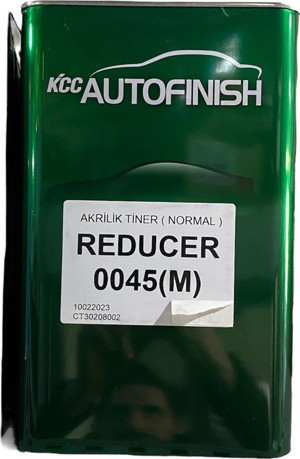 KCC AUTOFINISH
AKRİLİK TİNER ( NORMAL )
REDUCER
0045(M)
10022023
CT30208002